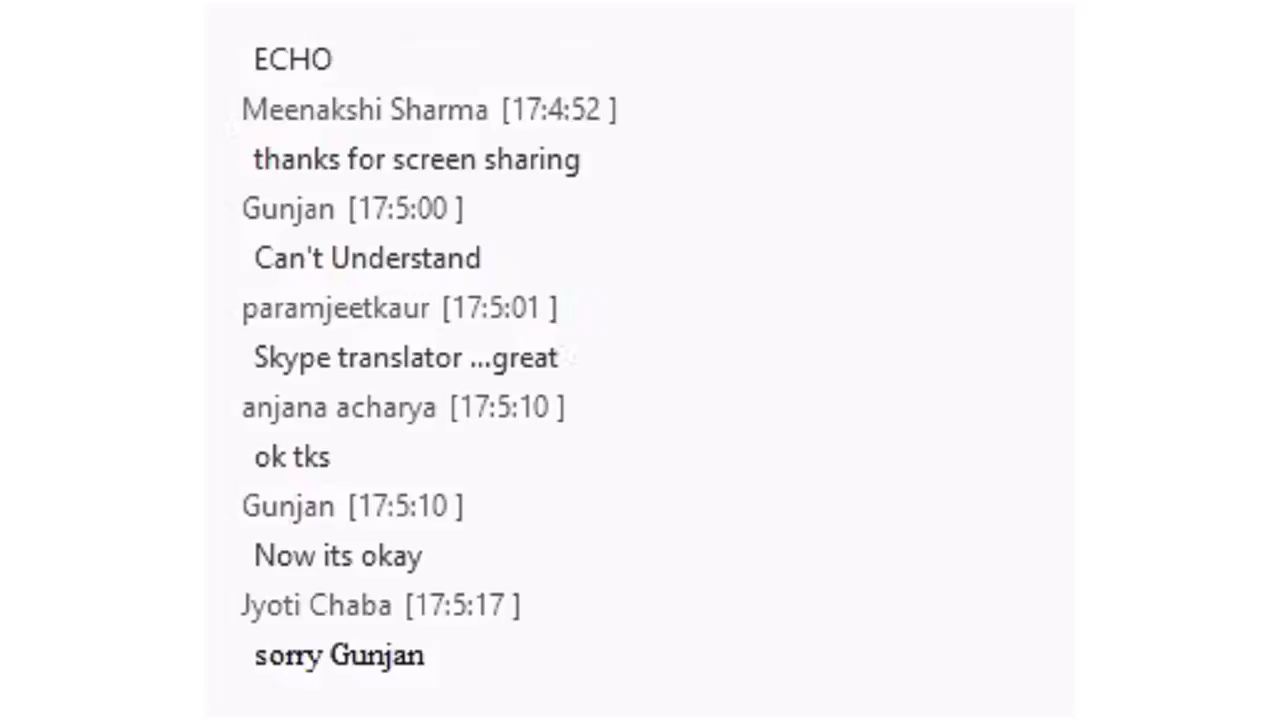 ECHO
Meenakshi Sharma [17:4:52 ]
thanks for screen sharing
Gunjan [17:5:00 ]
Can't Understand
paramjeetkaur [17:5:01 ]
Skype translator ...great
anjana acharya [17:5:10 ]
ok tks
Gunjan [17:5:10 ]
Now its okay
Jyoti Chaba [17:5:17 ]
sorry Gunjan